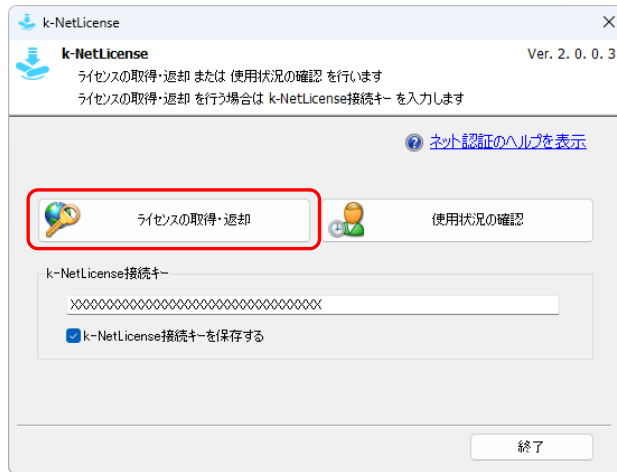 k-NetLicense
k-NetLicense
Ver. 2. 0. 0. 3
ライセンスの取得・返却 または 使用状況の確認 を行います
ライセンスの取得・返却 を行う場合は k-NetLicense接続キー を入力します
ネット認証のヘルプを表示
ライセンスの取得・返却
使用状況の確認
k-NetLicense接続キー
XXXXXXXXXXXXXXXXXXXXXXXXXXXXXXXX
k-NetLicense接続キーを保存する
終了